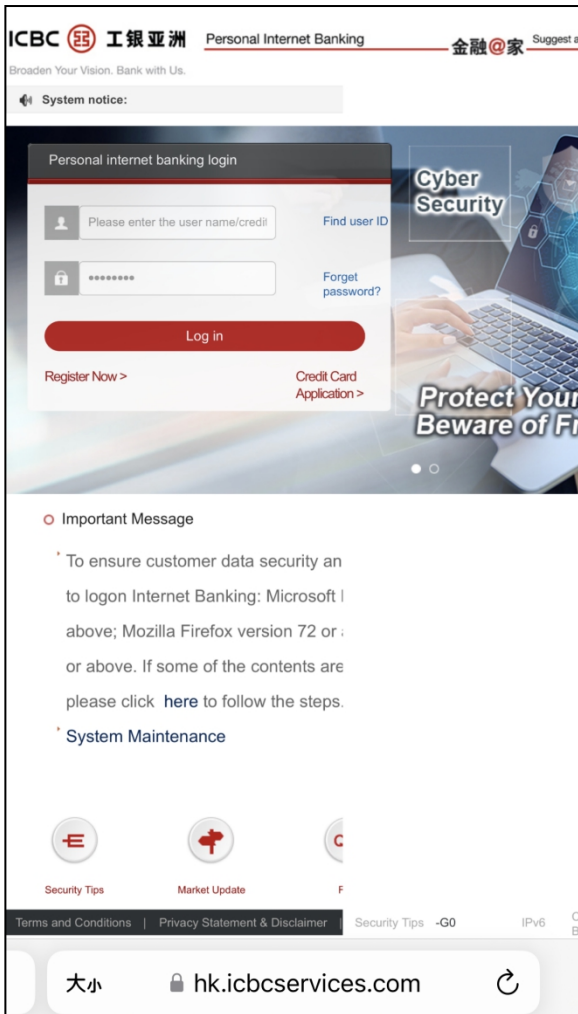 ICBC 工银亚洲 Personal Internet Banking 金融@家 Suggest a
Broaden Your Vision. Bank with Us.
System notice:
Personal internet banking login
Please enter the user name/credi
Find user ID
••••••••
Forget
password?
Log in
Register Now >
Credit Card
Application >
Cyber
Security
Protect Your
Beware of Fr
Important Message
To ensure customer data security an
to logon Internet Banking: Microsoft
above; Mozilla Firefox version 72 or
or above. If some of the contents are
please click here to follow the steps.
System Maintenance
Security Tips
Market Update
F
Terms and Conditions | Privacy Statement & Disclaimer | Security Tips -G0 IPv6
大小 hk.icbcservices.com